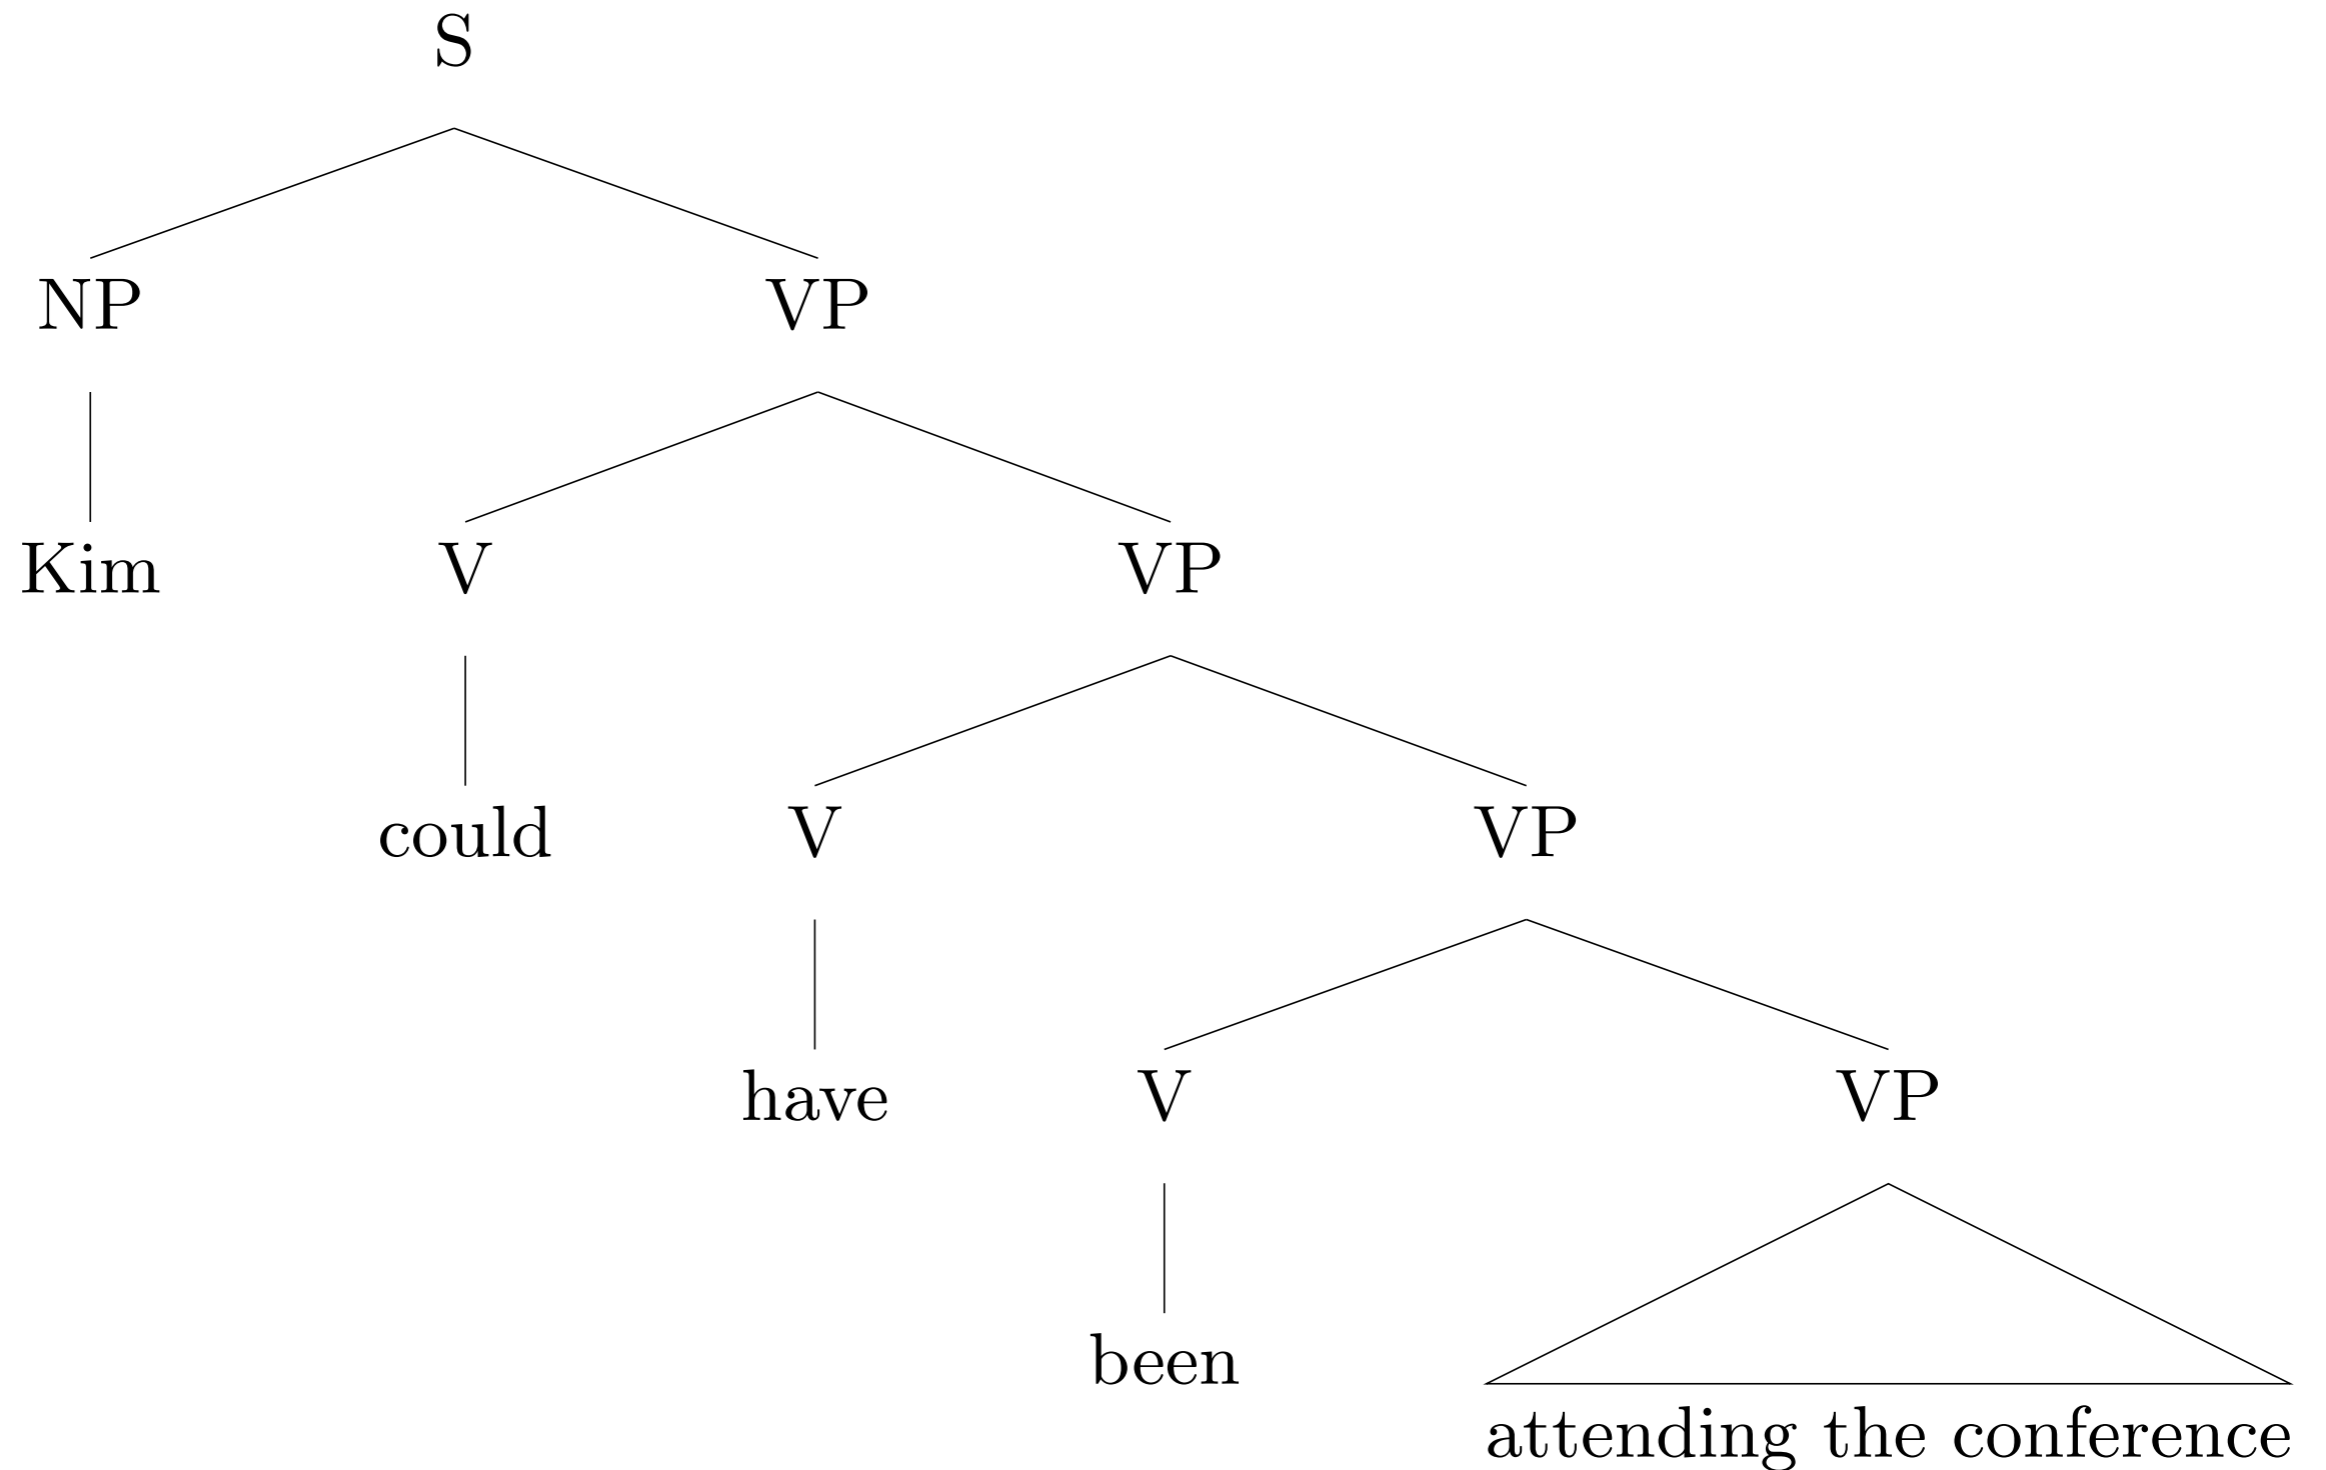 S
NP VP
Kim V VP
could V VP
have V VP
been
attending the conference